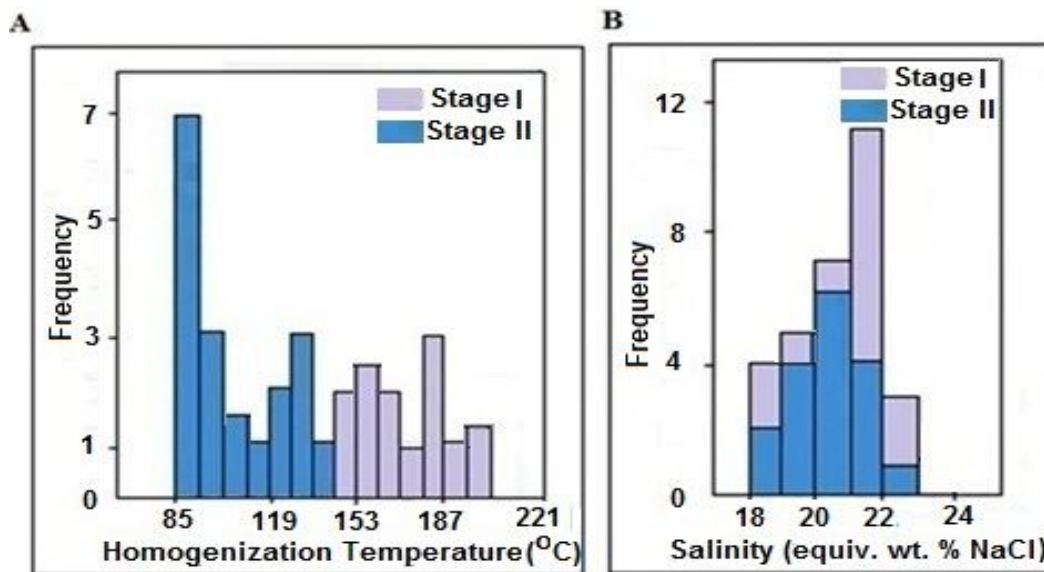 A
Stage I
Stage II
7
5
3
1
0
Frequency
85 119 153 187 221
Homogenization Temperature (OC)
B
Stage I
Stage II
12
8
4
0
Frequency
18 20 22 24
Salinity (equiv. wt. % NaCl)